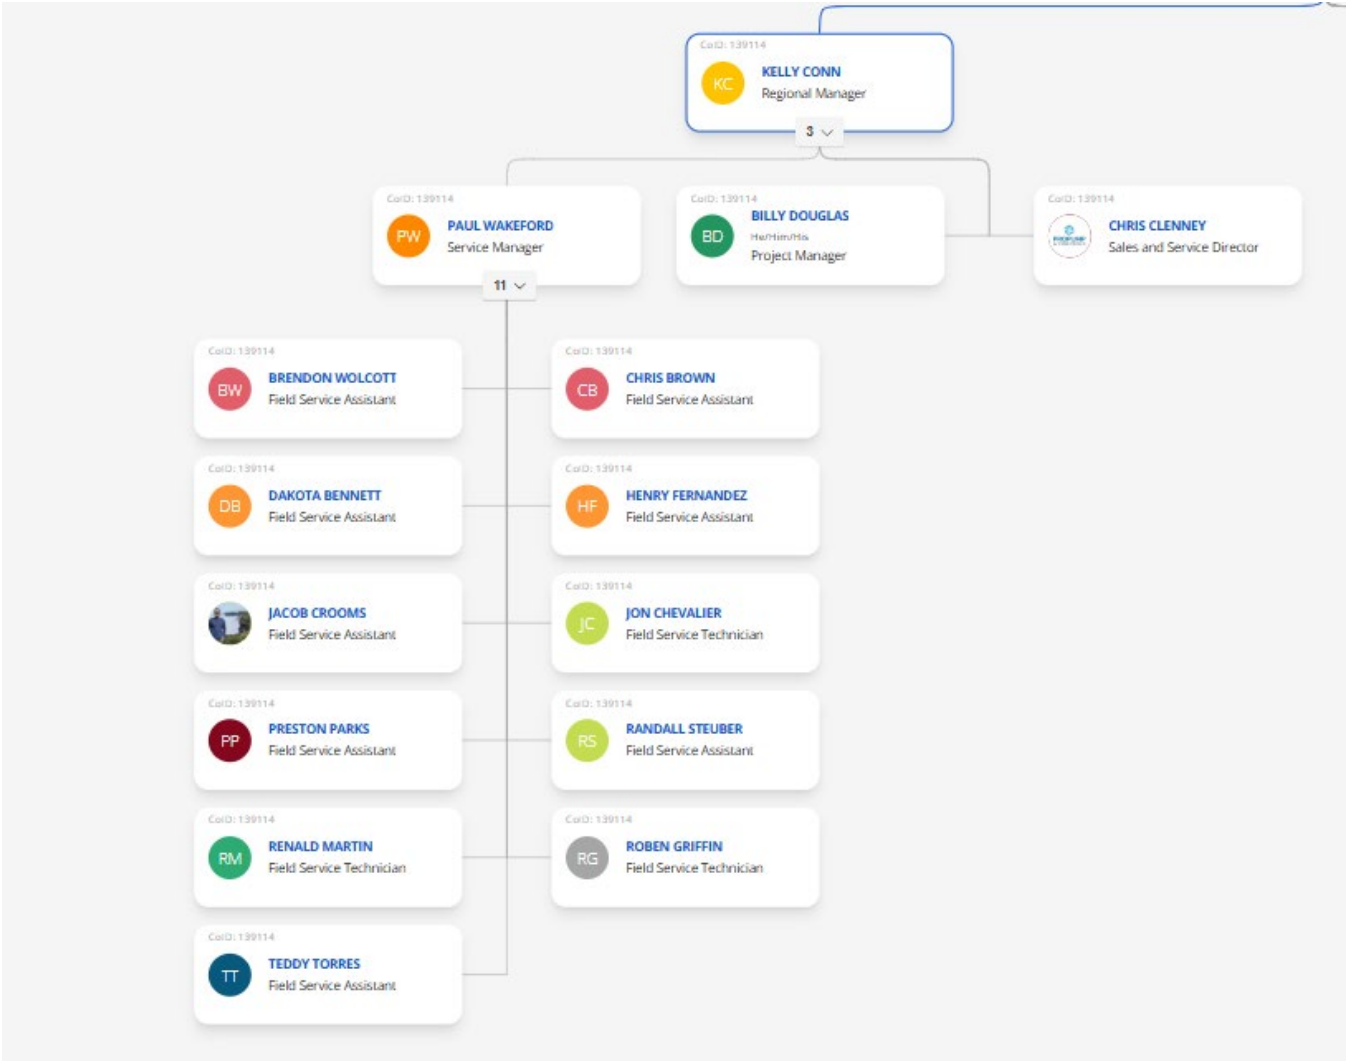 CoID: 139114
KC
KELLY CONN
Regional Manager
3
CoID: 139114
PW
PAUL WAKEFORD
Service Manager
11
CoID: 139114
BD
BILLY DOUGLAS
He/Him/His
Project Manager
CoID: 139114
CHRIS CLENNEY
Sales and Service Director
CoID: 139114
BW
BRENDON WOLCOTT
Field Service Assistant
CoID: 139114
CB
CHRIS BROWN
Field Service Assistant
CoID: 139114
DB
DAKOTA BENNETT
Field Service Assistant
CoID: 139114
HF
HENRY FERNANDEZ
Field Service Assistant
CoID: 139114
JACOB CROOMS
Field Service Assistant
CoID: 139114
JC
JON CHEVALIER
Field Service Technician
CoID: 139114
PP
PRESTON PARKS
Field Service Assistant
CoID: 139114
RS
RANDALL STEUBER
Field Service Assistant
CoID: 139114
RM
RENALD MARTIN
Field Service Technician
CoID: 139114
RG
ROBEN GRIFFIN
Field Service Technician
CoID: 139114
TT
TEDDY TORRES
Field Service Assistant